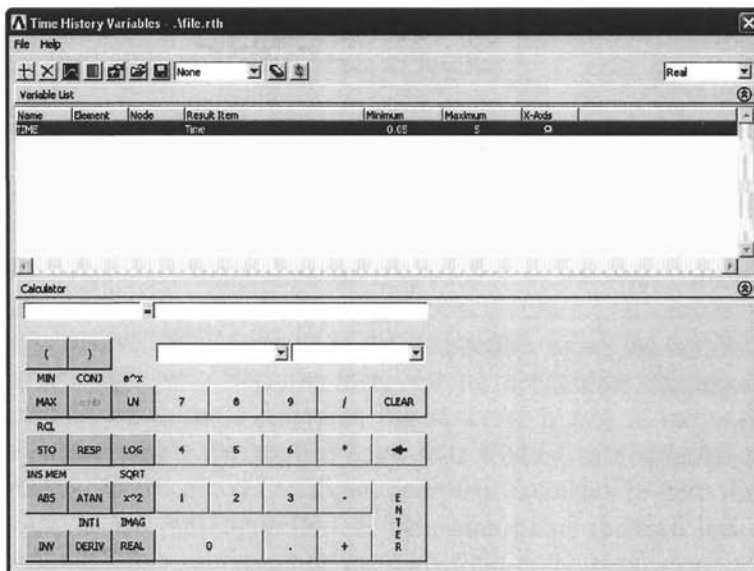 Time History Variables - .\file.rth
File Help
None Real
Variable List
Name Element Node Result Item Minimum Maximum X-Axis
TIME Time 0.05 5
Calculator
=
( )
MIN CONJ e^x
MAX LN 7 8 9 / CLEAR
RCL
STO RESP LOG 4 5 6 *
INS MEM SQRT
ABS ATAN x^2 1 2 3 - ENTER
INT1 IMAG
INV DERIV REAL 0 . +